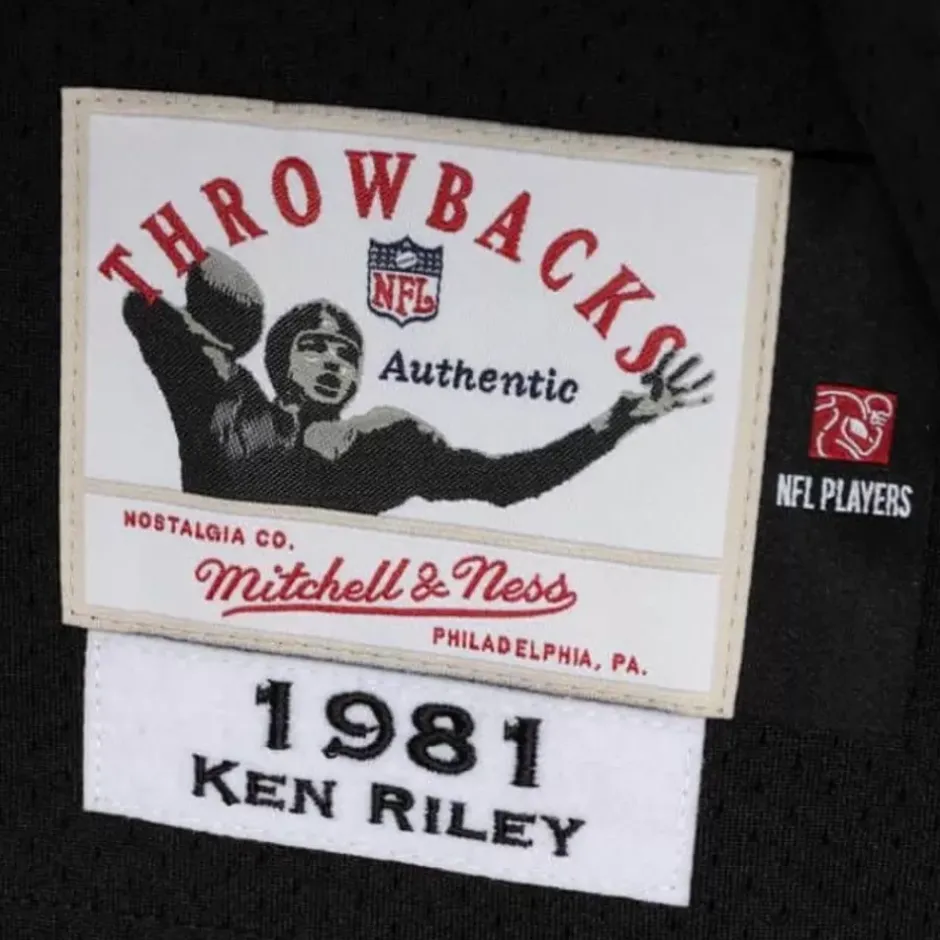 THROWBACKS
NFL
Authentic
NFL PLAYERS
NOSTALGIA CO.
Mitchell & Ness
PHILADELPHIA, PA.
1981
KEN RILEY